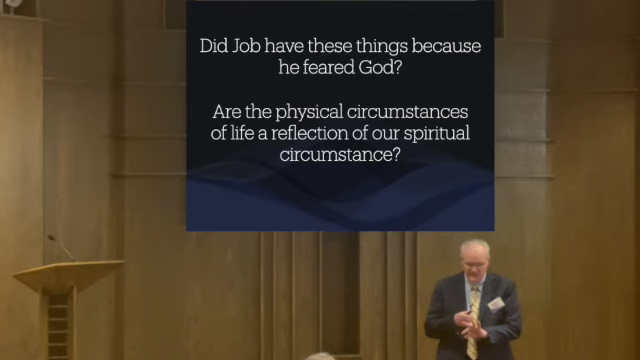 Did Job have these things because
he feared God?
Are the physical circumstances
of life a reflection of our spiritual
circumstance?